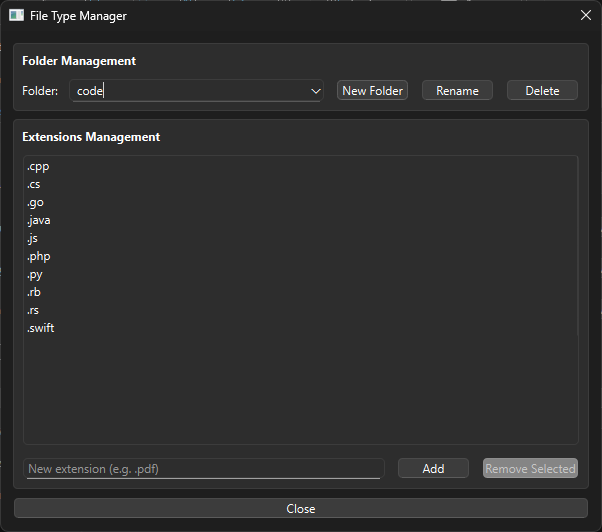 File Type Manager
Folder Management
Folder: code New Folder Rename Delete
Extensions Management
.cpp
.cs
.go
.java
.js
.php
.py
.rb
.rs
.swift
New extension (e.g. .pdf) Add Remove Selected
Close